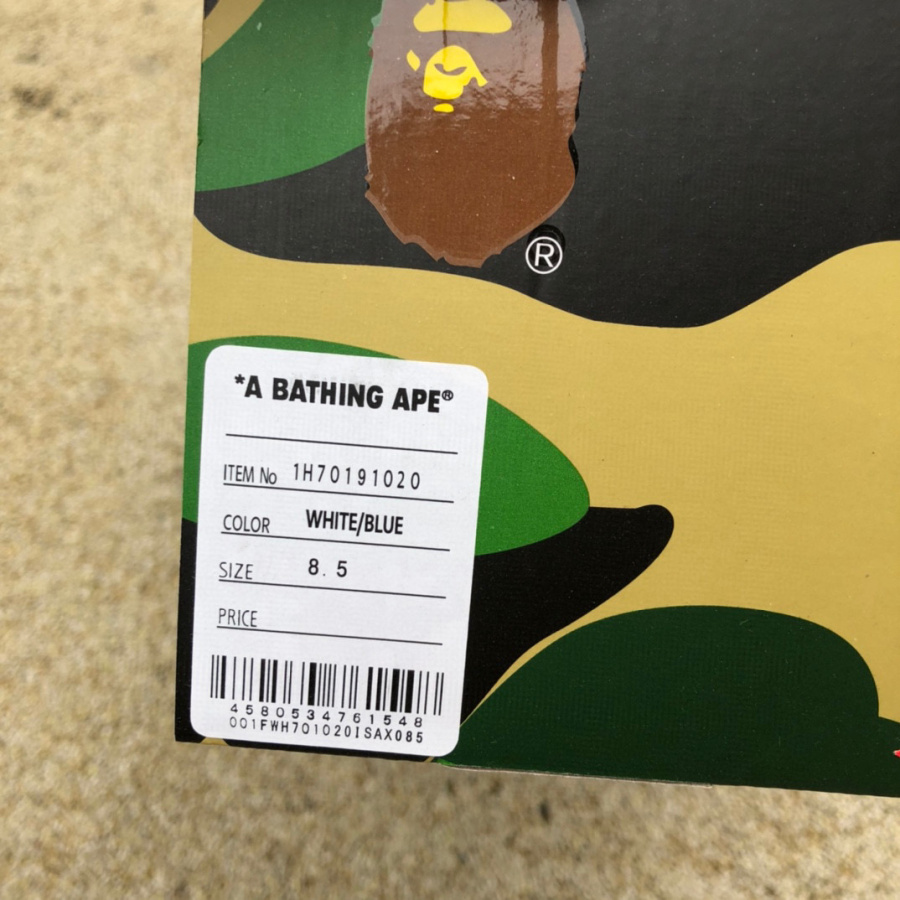 ®
*A BATHING APE®
ITEM No 1H70191020
COLOR WHITE/BLUE
SIZE 8. 5
PRICE
4580534761548
001FWH701020ISAX085